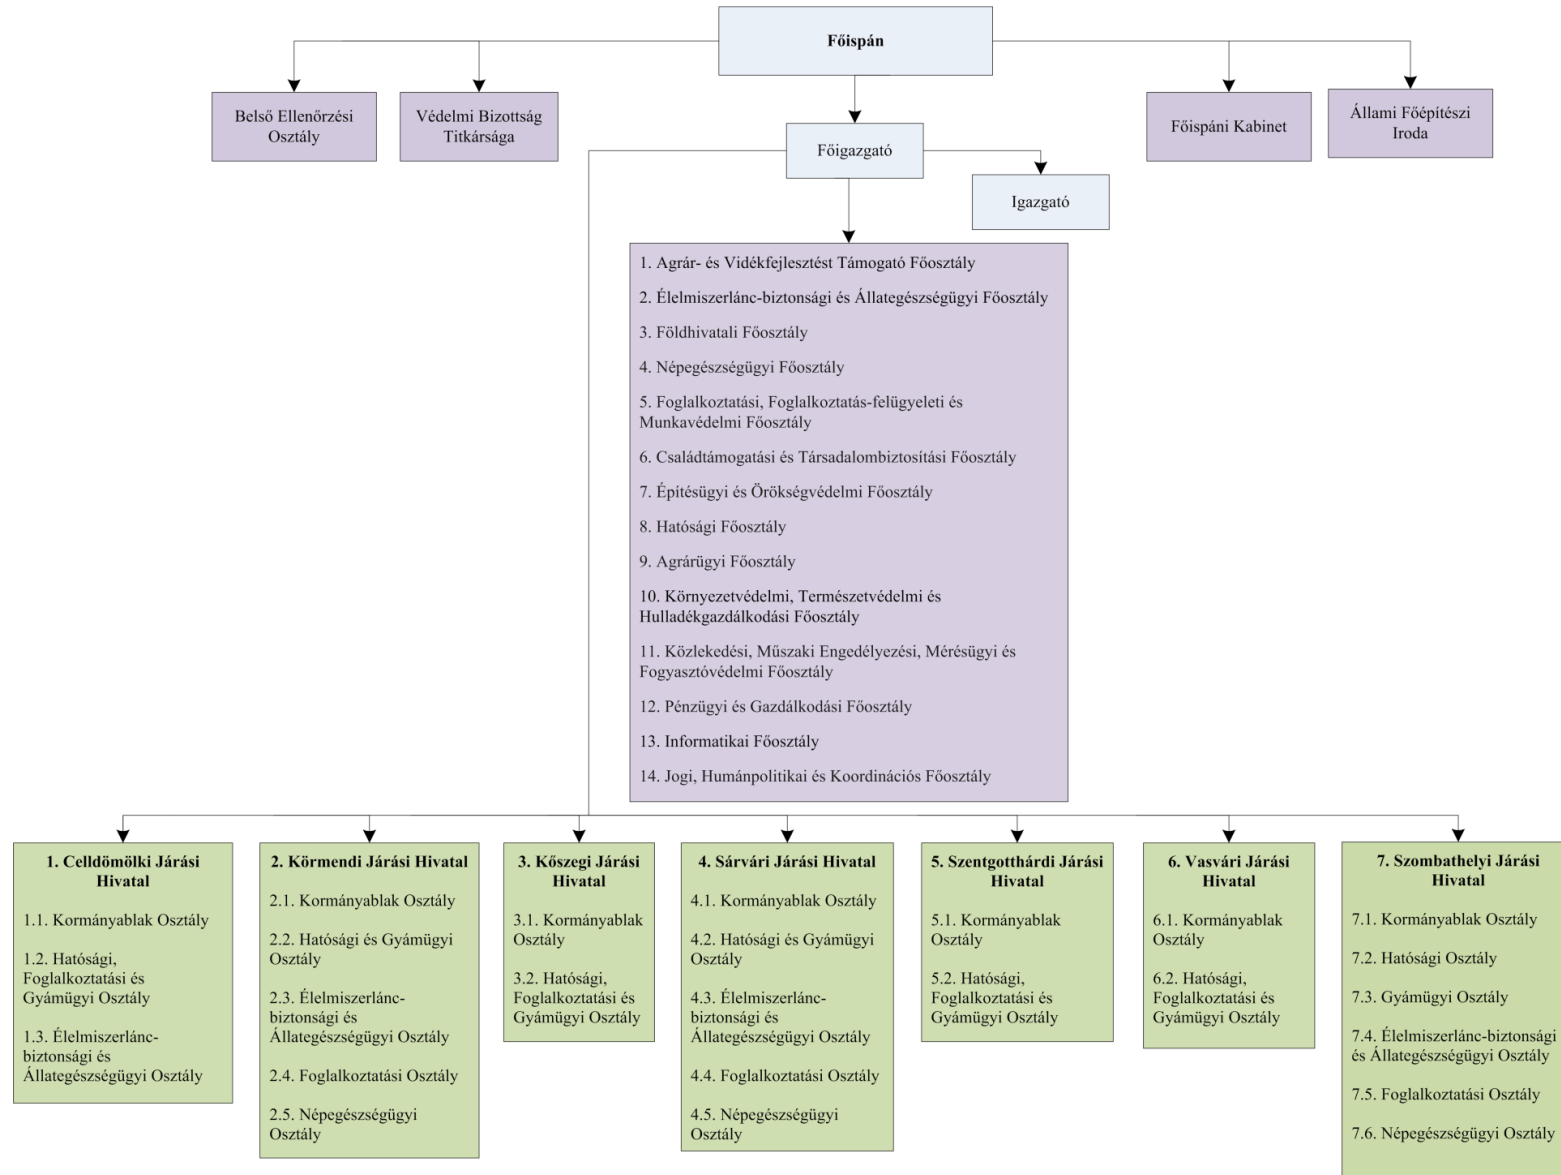 Főispán
Belső Ellenőrzési
Osztály
Védelmi Bizottság
Titkársága
Főispáni Kabinet
Állami Főépítészi
Iroda
Főigazgató
Igazgató
1. Agrár- és Vidékfejlesztést Támogató Főosztály
2. Élelmiszerlánc-biztonsági és Állategészségügyi Főosztály
3. Földhivatali Főosztály
4. Népegészségügyi Főosztály
5. Foglalkoztatási, Foglalkoztatás-felügyeleti és
Munkavédelmi Főosztály
6. Családtámogatási és Társadalombiztosítási Főosztály
7. Építésügyi és Örökségvédelmi Főosztály
8. Hatósági Főosztály
9. Agrárügyi Főosztály
10. Környezetvédelmi, Természetvédelmi és
Hulladékgazdálkodási Főosztály
11. Közlekedési, Műszaki Engedélyezési, Mérésügyi és
Fogyasztóvédelmi Főosztály
12. Pénzügyi és Gazdálkodási Főosztály
13. Informatikai Főosztály
14. Jogi, Humánpolitikai és Koordinációs Főosztály
1. Celldömölki Járási
Hivatal
1.1. Kormányablak Osztály
1.2. Hatósági,
Foglalkoztatási és
Gyámügyi Osztály
1.3. Élelmiszerlánc-
biztonsági és
Állategészségügyi Osztály
2. Körmendi Járási Hivatal
2.1. Kormányablak Osztály
2.2. Hatósági és Gyámügyi
Osztály
2.3. Élelmiszerlánc-
biztonsági és
Állategészségügyi Osztály
2.4. Foglalkoztatási Osztály
2.5. Népegészségügyi
Osztály
3. Kőszegi Járási
Hivatal
3.1. Kormányablak
Osztály
3.2. Hatósági,
Foglalkoztatási és
Gyámügyi Osztály
4. Sárvári Járási Hivatal
4.1. Kormányablak Osztály
4.2. Hatósági és Gyámügyi
Osztály
4.3. Élelmiszerlánc-
biztonsági és
Állategészségügyi Osztály
4.4. Foglalkoztatási Osztály
4.5. Népegészségügyi
Osztály
5. Szentgotthárdi Járási
Hivatal
5.1. Kormányablak
Osztály
5.2. Hatósági,
Foglalkoztatási és
Gyámügyi Osztály
6. Vasvári Járási
Hivatal
6.1. Kormányablak
Osztály
6.2. Hatósági,
Foglalkoztatási és
Gyámügyi Osztály
7. Szombathelyi Járási
Hivatal
7.1. Kormányablak Osztály
7.2. Hatósági Osztály
7.3. Gyámügyi Osztály
7.4. Élelmiszerlánc-biztonsági
és Állategészségügyi Osztály
7.5. Foglalkoztatási Osztály
7.6. Népegészségügyi Osztály